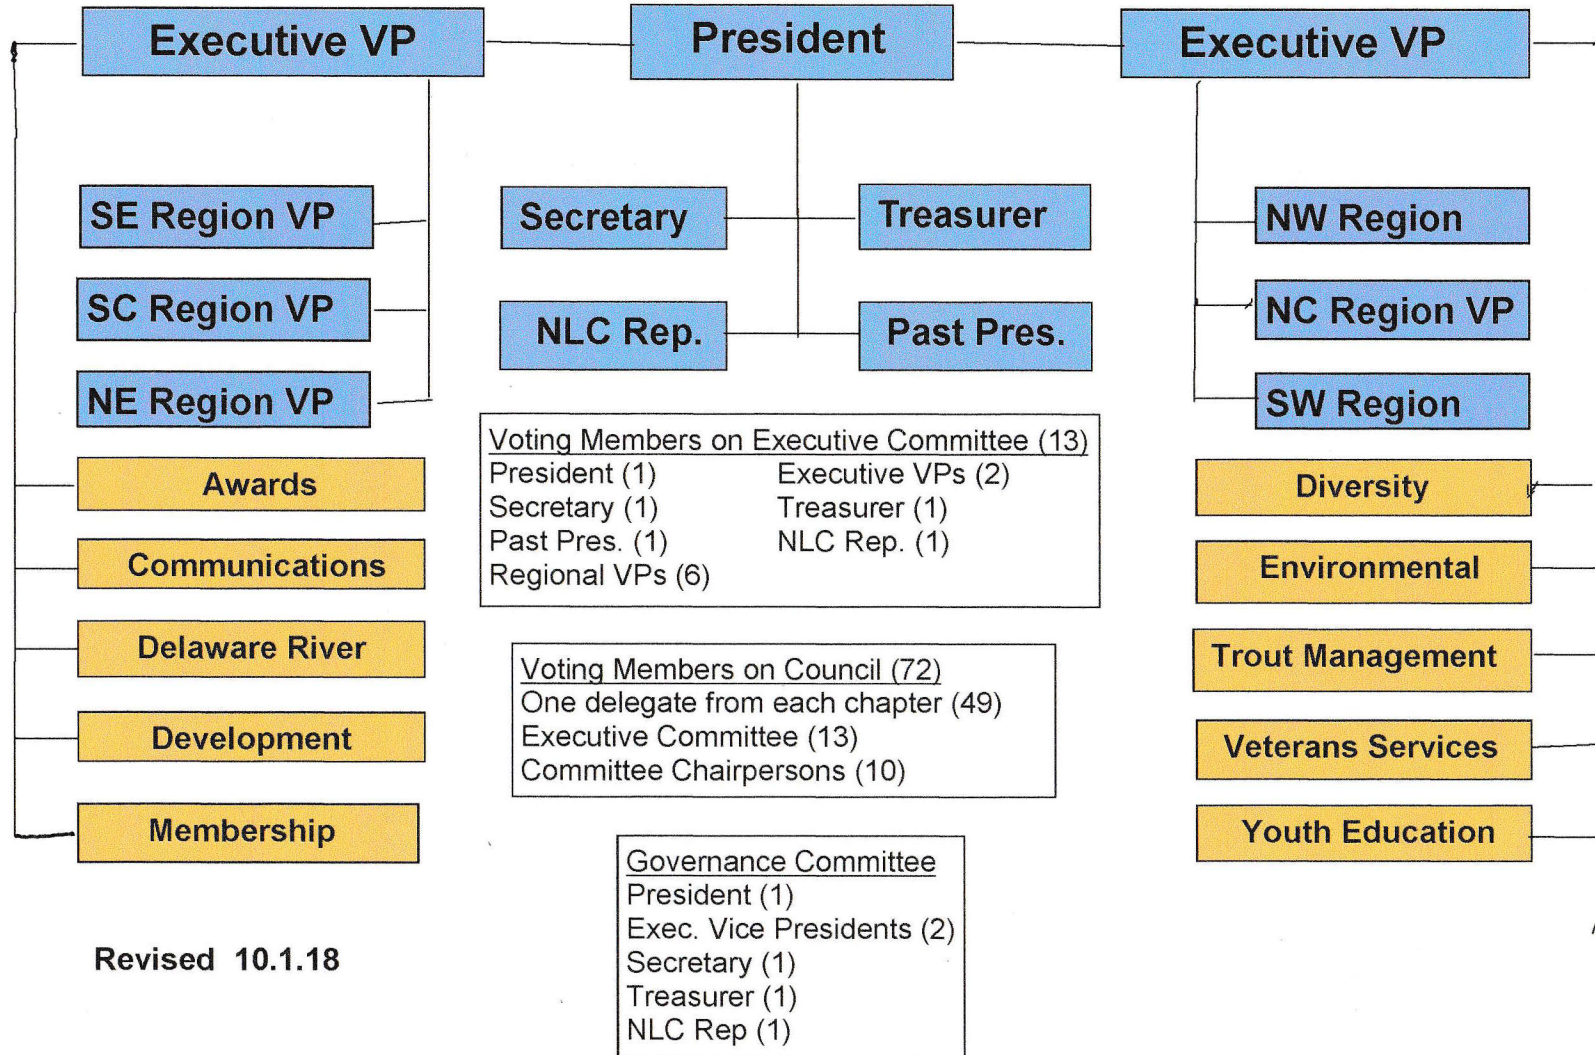 Executive VP
President
Executive VP
SE Region VP
SC Region VP
NE Region VP
Secretary
Treasurer
NLC Rep.
Past Pres.
NW Region
NC Region VP
SW Region
Awards
Communications
Delaware River
Development
Membership
Voting Members on Executive Committee (13)
President (1) Executive VPs (2)
Secretary (1) Treasurer (1)
Past Pres. (1) NLC Rep. (1)
Regional VPs (6)
Voting Members on Council (72)
One delegate from each chapter (49)
Executive Committee (13)
Committee Chairpersons (10)
Governance Committee
President (1)
Exec. Vice Presidents (2)
Secretary (1)
Treasurer (1)
NLC Rep (1)
Diversity
Environmental
Trout Management
Veterans Services
Youth Education
Revised 10.1.18